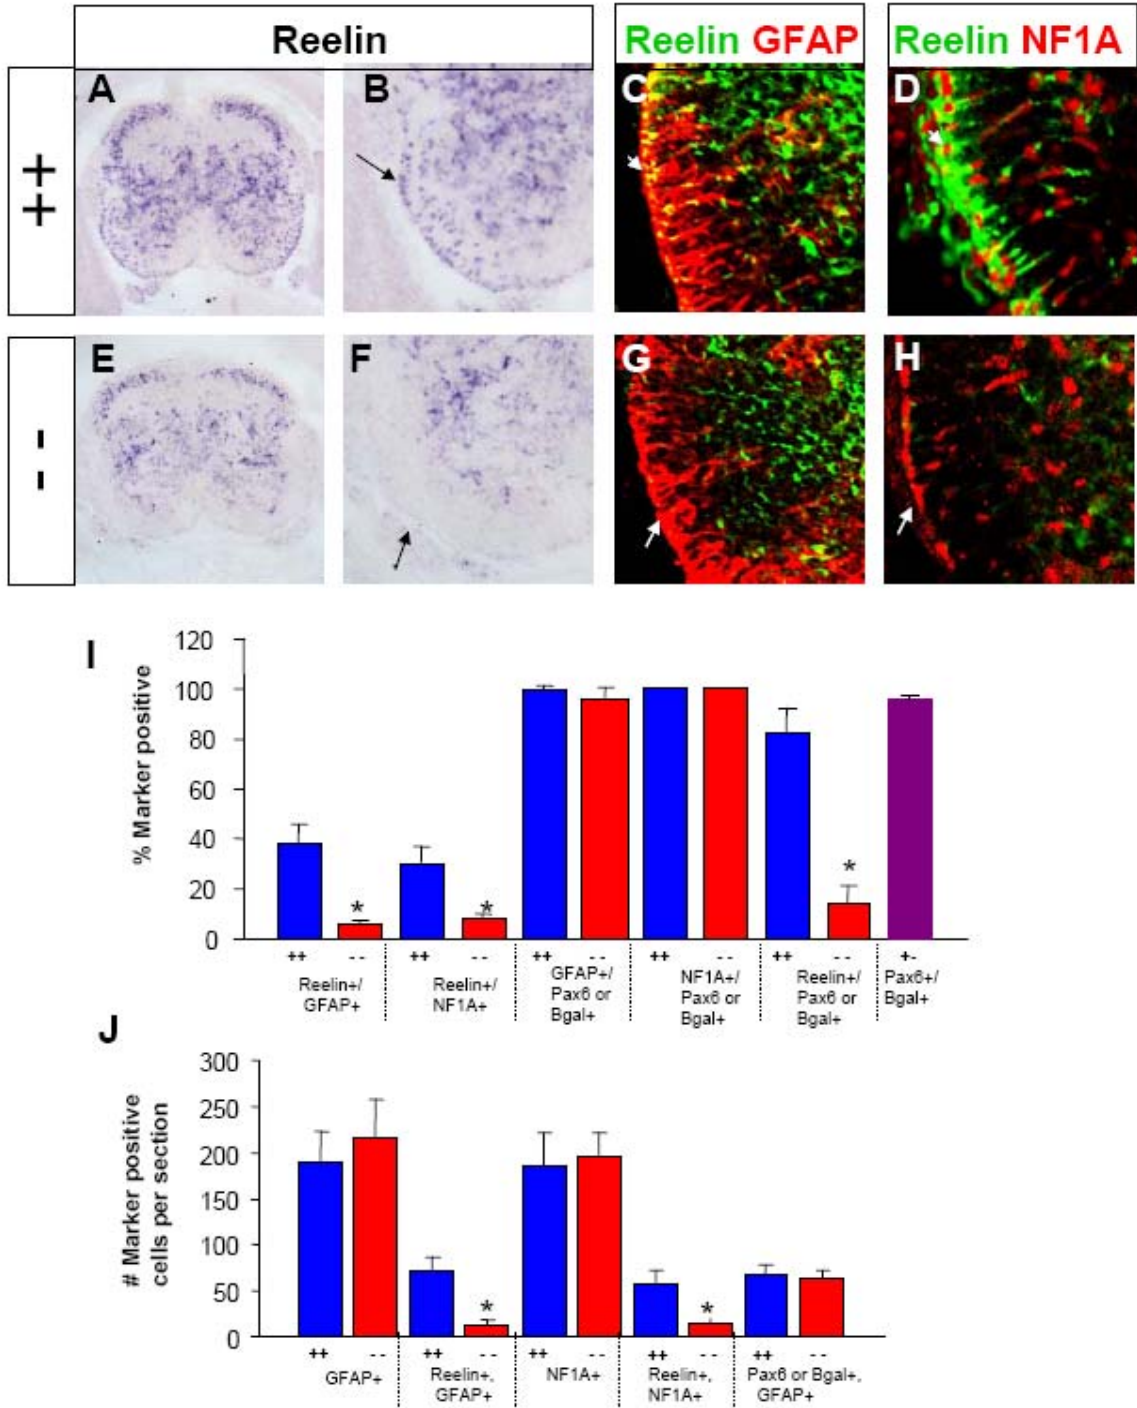 Reelin
Reelin GFAP
Reelin NF1A
++
A
B
C
D
--
E
F
G
H
I
% Marker positive
120
100
80
60
40
20
0
*
*
*
++ -- ++ -- ++ -- ++ -- ++ -- +-
Reelin+/
GFAP+
Reelin+/
NF1A+
GFAP+/
Pax6 or
Bgal+
NF1A+/
Pax6 or
Bgal+
Reelin+/
Pax6 or
Bgal+
Pax6+/
Bgal+
J
# Marker positive
cells per section
300
250
200
150
100
50
0
*
*
++ -- ++ -- ++ -- ++ -- ++ --
GFAP+
Reelin+,
GFAP+
NF1A+
Reelin+,
NF1A+
Pax6 or Bgal+,
GFAP+